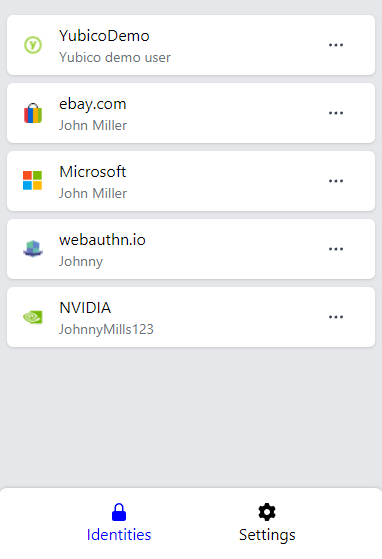 YubicoDemo
Yubico demo user
ebay.com
John Miller
Microsoft
John Miller
webauthn.io
Johnny
NVIDIA
JohnnyMills123
Identities
Settings